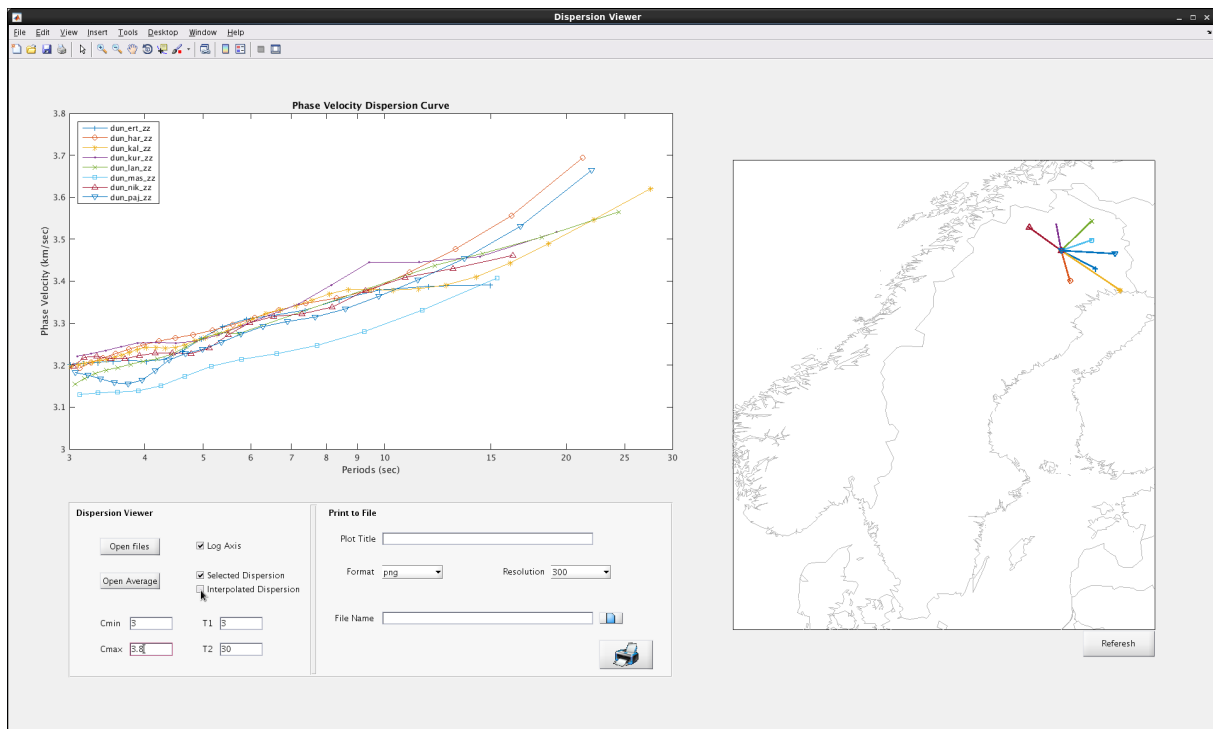 Dispersion Viewer
File Edit View Insert Tools Desktop Window Help
Phase Velocity Dispersion Curve
3.8
3.7
3.6
3.5
3.4
3.3
3.2
3.1
3
Phase Velocity (km/sec)
dun_ert_zz
dun_har_zz
dun_kal_zz
dun_kur_zz
dun_lan_zz
dun_mas_zz
dun_nik_zz
dun_paj_zz
3 4 5 6 7 8 9 10 15 20 25 30
Periods (sec)
Dispersion Viewer
Open files
Log Axis
Open Average
Selected Dispersion
Interpolated Dispersion
Cmin 3 T1 3
Cmax 3.8 T2 30
Print to File
Plot Title
Format png Resolution 300
File Name
Referesh